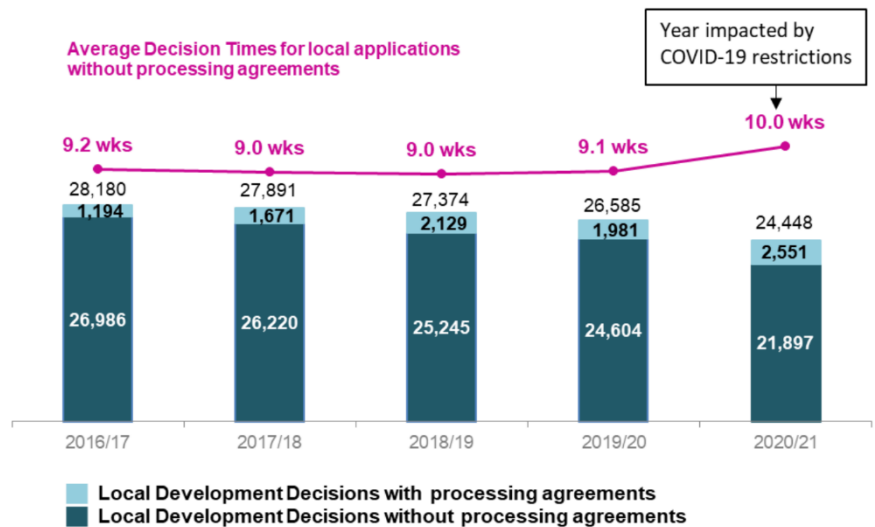 Year impacted by
COVID-19 restrictions
Average Decision Times for local applications
without processing agreements
9.2 wks
9.0 wks
9.0 wks
9.1 wks
10.0 wks
28,180
27,891
27,374
26,585
24,448
1,194
1,671
2,129
1,981
2,551
26,986
26,220
25,245
24,604
21,897
2016/17
2017/18
2018/19
2019/20
2020/21
Local Development Decisions with processing agreements
Local Development Decisions without processing agreements